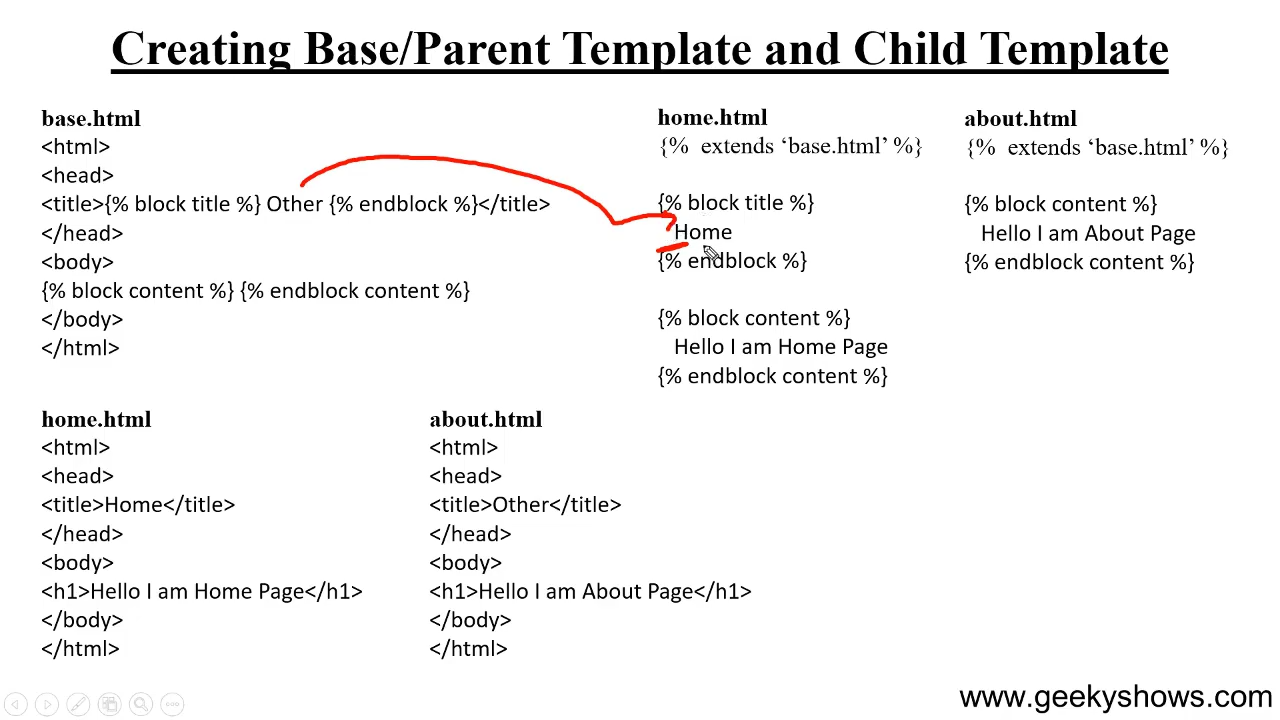 Creating Base/Parent Template and Child Template
base.html
<html>
<head>
<title>{% block title %} Other {% endblock %}</title>
</head>
<body>
{% block content %} {% endblock content %}
</body>
</html>
home.html
{% extends ‘base.html’ %}
{% block title %}
Home
{% endblock %}
{% block content %}
Hello I am Home Page
{% endblock content %}
about.html
{% extends ‘base.html’ %}
{% block content %}
Hello I am About Page
{% endblock content %}
home.html
<html>
<head>
<title>Home</title>
</head>
<body>
<h1>Hello I am Home Page</h1>
</body>
</html>
about.html
<html>
<head>
<title>Other</title>
</head>
<body>
<h1>Hello I am About Page</h1>
</body>
</html>
www.geekyshows.com